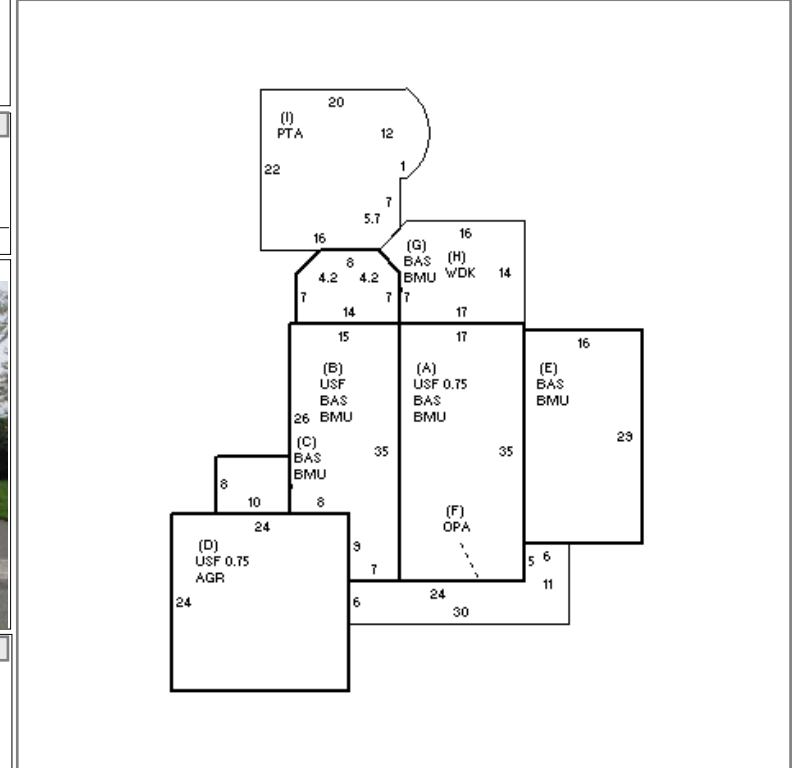 20
(I)
PTA
12
22
1
7
5.7
16
16
(G)
BAS
BMU
(H)
WDK
14
8
4.2 4.2
7
7
7
14
17
15
17
(B)
USF
BAS
BMU
(A)
USF 0.75
BAS
BMU
16
(E)
BAS
BMU
26
(C)
BAS
BMU
35
35
29
8
10
8
24
(F)
OPA
(D)
USF 0.75
AGR
9
7
5
6
11
24
6
24
30